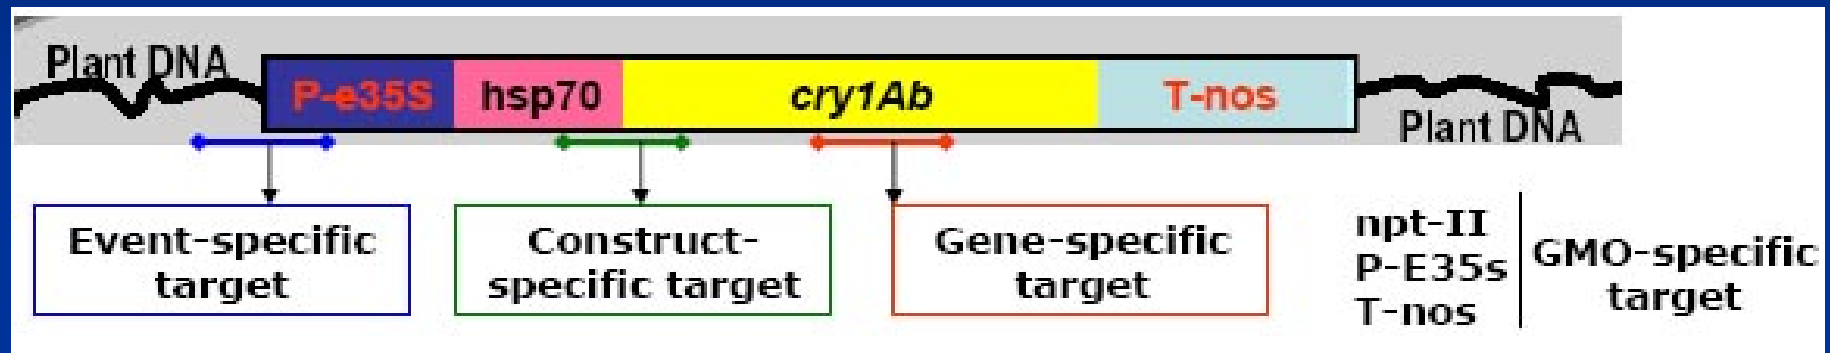 Plant DNA
P-e35S
hsp70
cry1Ab
T-nos
Plant DNA
Event-specific
target
Construct-
specific target
Gene-specific
target
npt-II
P-E35s
T-nos
GMO-specific
target